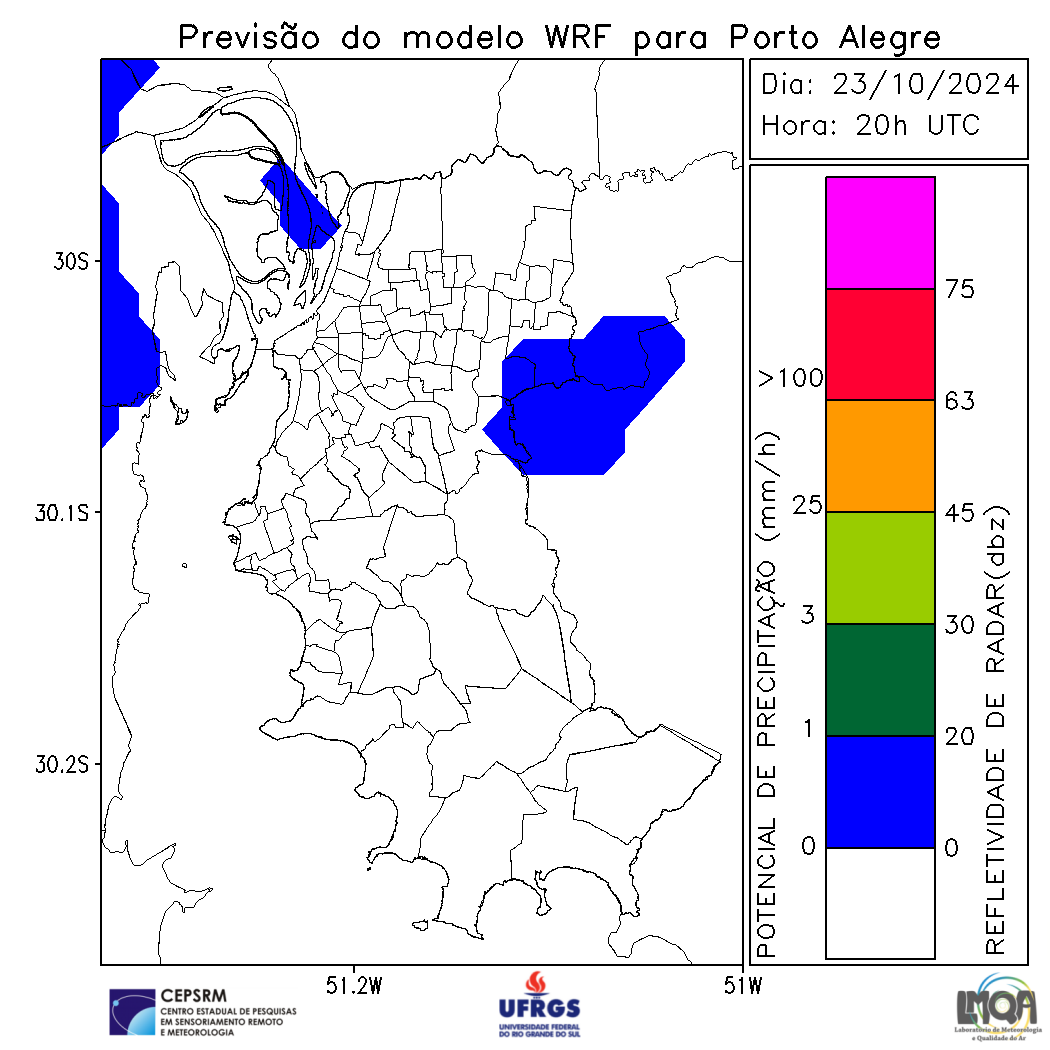 Previsão do modelo WRF para Porto Alegre
Dia: 23/10/2024
Hora: 20h UTC
30S
30.1S
30.2S
51.2W
51W
POTENCIAL DE PRECIPITAÇÃO (mm/h)
>100
25
3
1
0
75
63
45
30
20
0
REFLETIVIDADE DE RADAR(dbz)
CEPSRM
CENTRO ESTADUAL DE PESQUISAS
EM SENSORIAMENTO REMOTO
E METEOROLOGIA
UFRGS
UNIVERSIDADE FEDERAL
DO RIO GRANDE DO SUL
LMQA
Laboratório de Meteorologia
e Qualidade do Ar